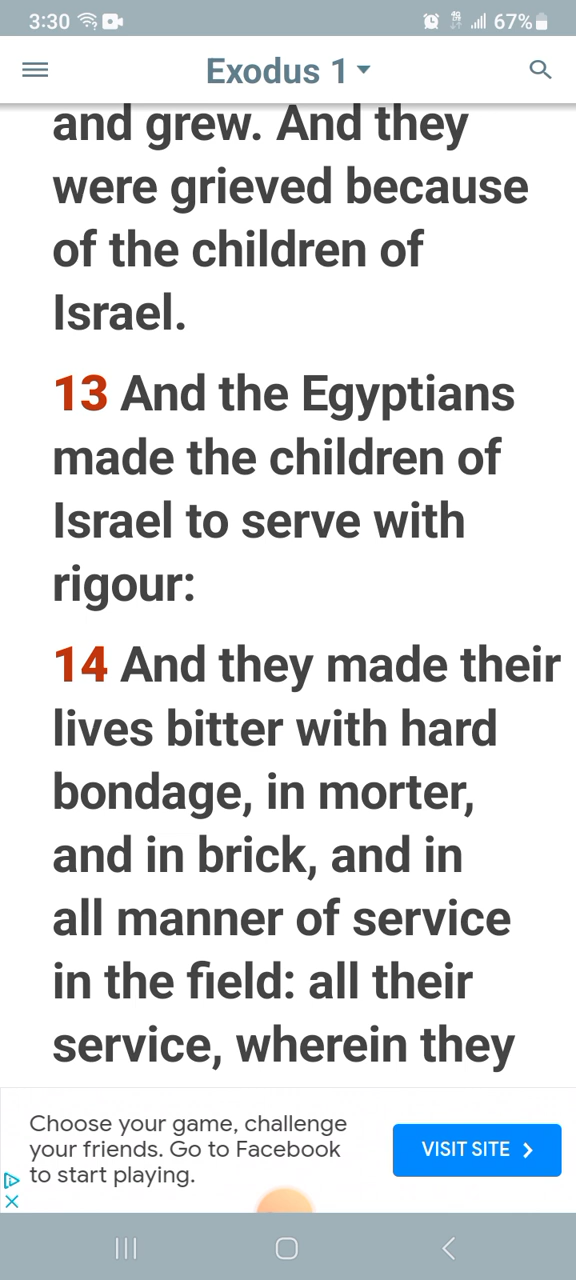 3:30
67%
Exodus 1
and grew. And they
were grieved because
of the children of
Israel.
13 And the Egyptians
made the children of
Israel to serve with
rigour:
14 And they made their
lives bitter with hard
bondage, in morter,
and in brick, and in
all manner of service
in the field: all their
service, wherein they
Choose your game, challenge
your friends. Go to Facebook
to start playing.
VISIT SITE